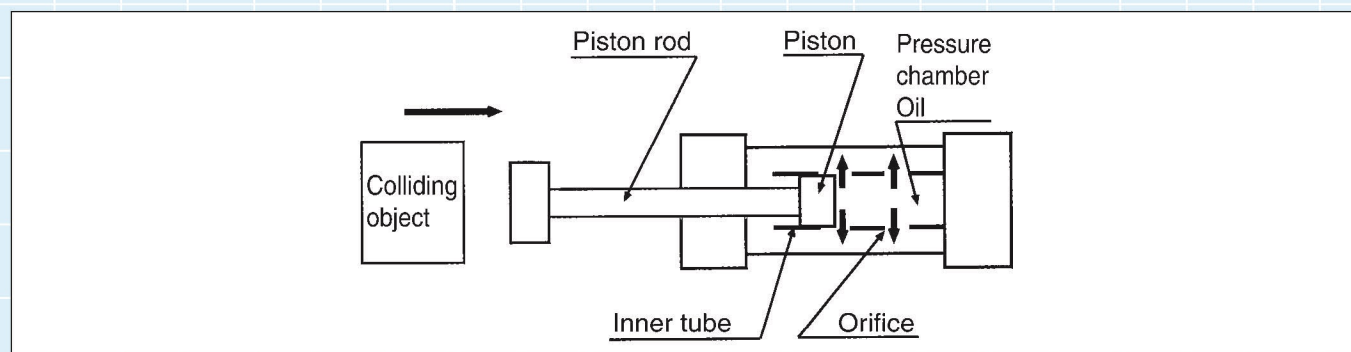 Piston rod
Piston
Pressure
chamber
Oil
Colliding
object
Inner tube
Orifice